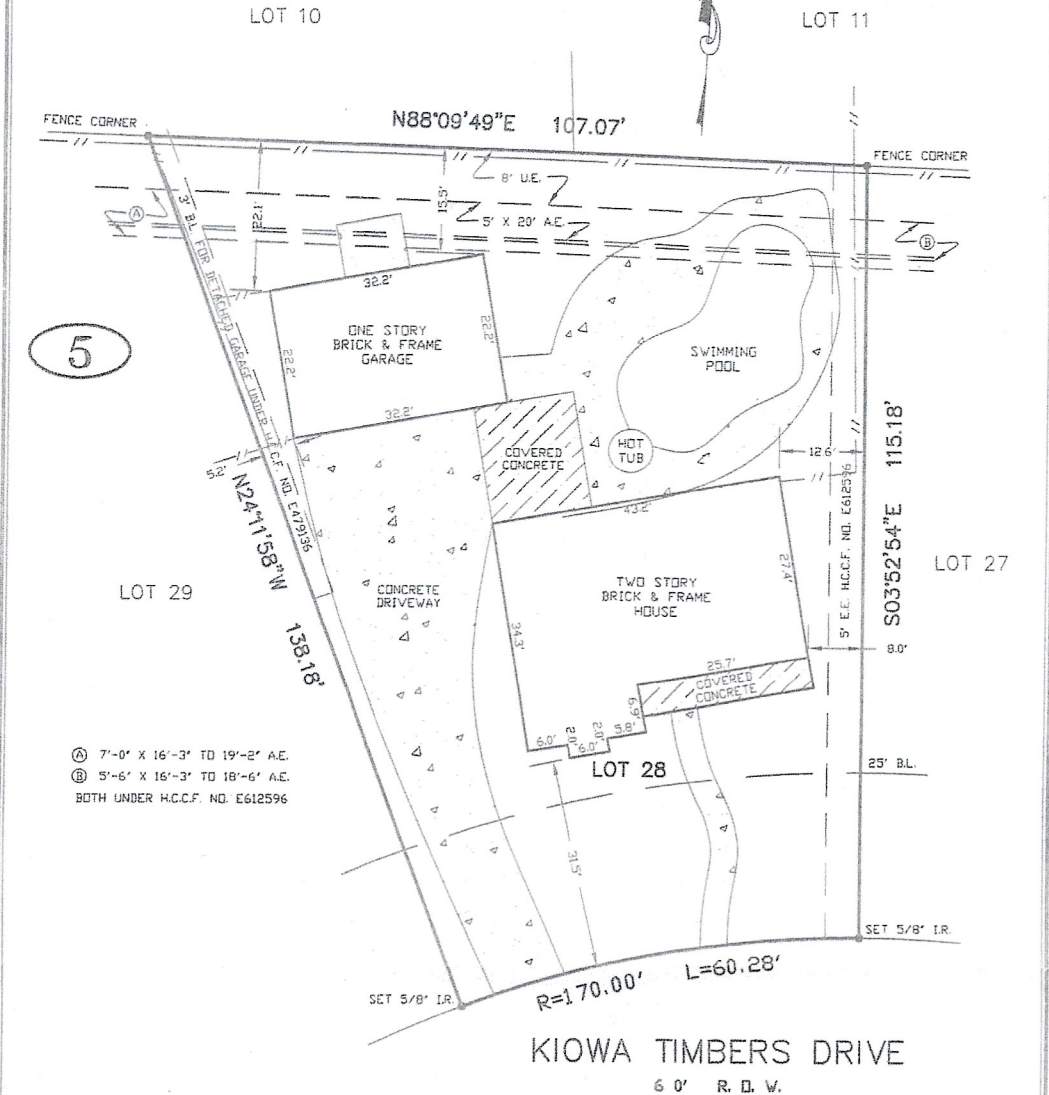 LOT 10
LOT 11
FENCE CORNER
N88°09'49"E 107.07'
FENCE CORNER
8' U.E.
22.1'
15.5'
5' X 20' A.E.
A
B
3' B.L. FOR DETACHED GARAGE UNDER H.C.C.F. NO. E479136
32.2'
5
ONE STORY
BRICK & FRAME
GARAGE
22.2'
22.2'
SWIMMING
POOL
32.2'
HOT
TUB
COVERED
CONCRETE
12.6'
5.2'
43.2'
N24°11'58"W 138.18'
S03°52'54"E 115.18'
5' E.E. H.C.C.F. NO. E612596
LOT 27
LOT 29
CONCRETE
DRIVEWAY
TWO STORY
BRICK & FRAME
HOUSE
27.4'
34.3'
8.0'
25.7'
COVERED
CONCRETE
6.9'
5.8'
2.0'
6.0'
2.0'
6.0'
LOT 28
25' B.L.
A 7'-0" X 16'-3" TO 19'-2" A.E.
B 5'-6" X 16'-3" TO 18'-6" A.E.
BOTH UNDER H.C.C.F. NO. E612596
31.5'
SET 5/8" I.R.
SET 5/8" I.R.
R=170.00' L=60.28'
KIOWA TIMBERS DRIVE
60' R.O.W.